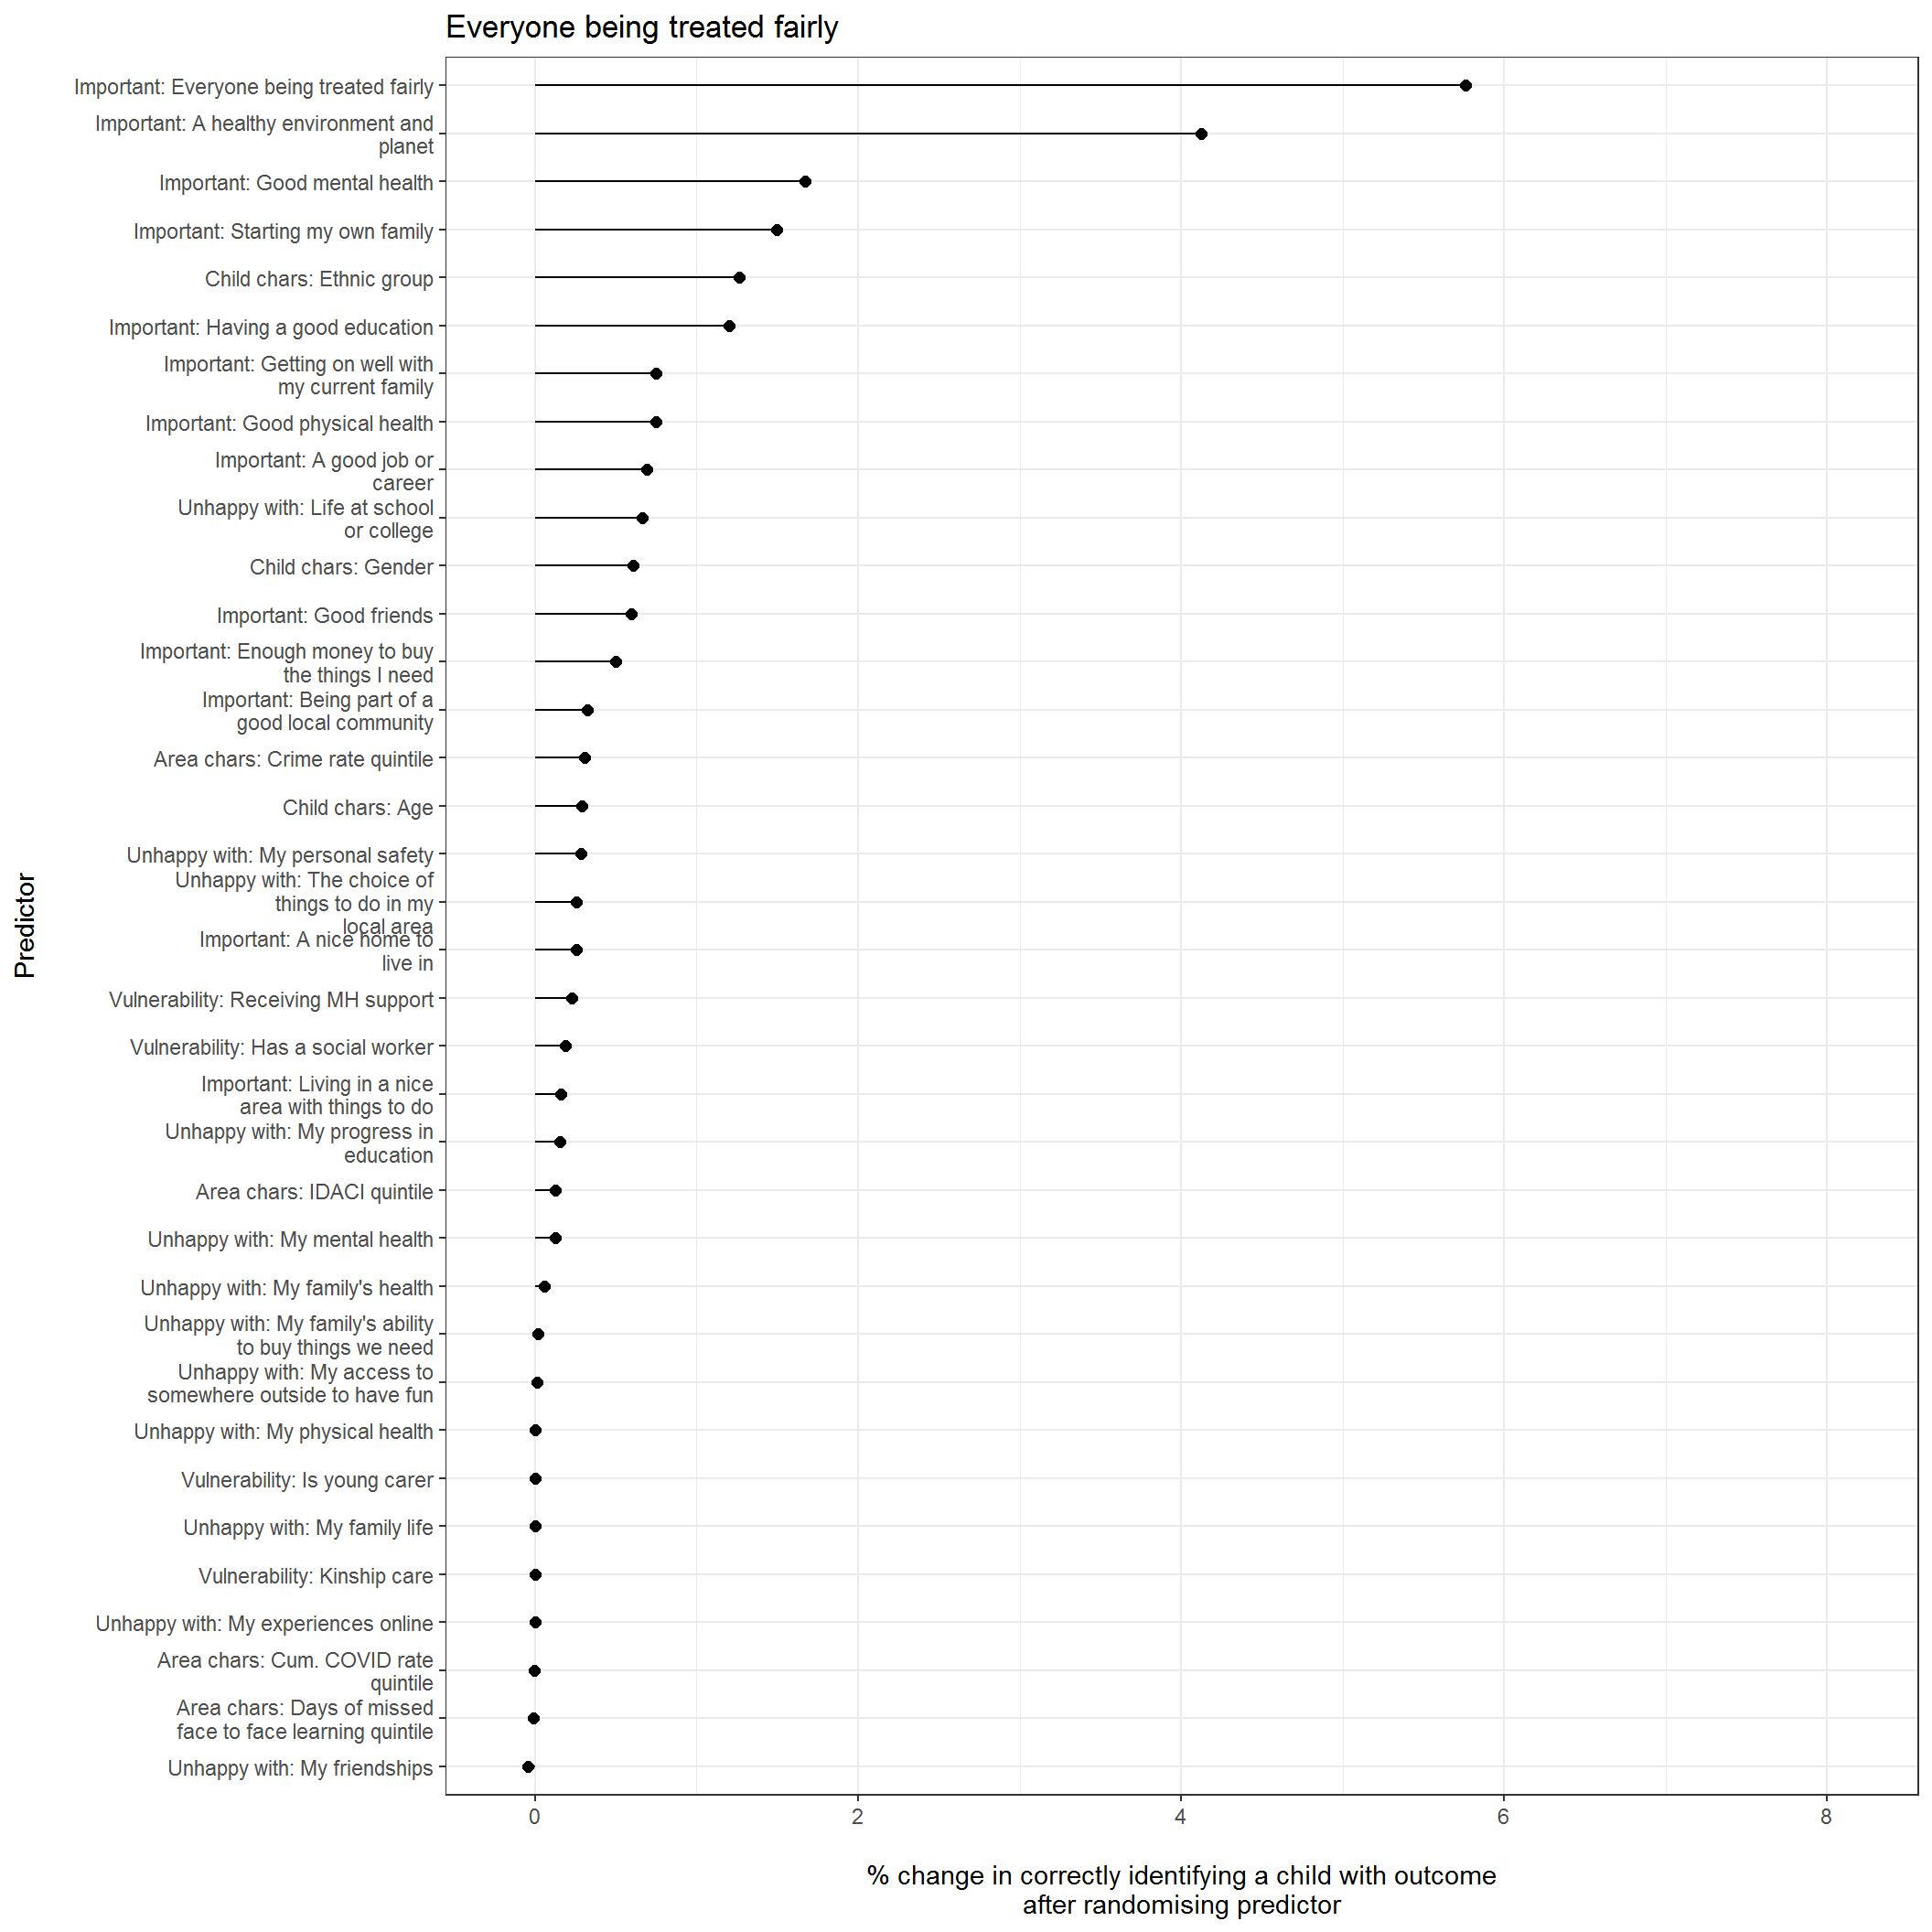 Everyone being treated fairly
Important: Everyone being treated fairly
Important: A healthy environment and
planet
Important: Good mental health
Important: Starting my own family
Child chars: Ethnic group
Important: Having a good education
Important: Getting on well with
my current family
Important: Good physical health
Important: A good job or
career
Unhappy with: Life at school
or college
Child chars: Gender
Important: Good friends
Important: Enough money to buy
the things I need
Important: Being part of a
good local community
Area chars: Crime rate quintile
Child chars: Age
Unhappy with: My personal safety
Unhappy with: The choice of
things to do in my
local area
Important: A nice home to
live in
Vulnerability: Receiving MH support
Vulnerability: Has a social worker
Important: Living in a nice
area with things to do
Unhappy with: My progress in
education
Area chars: IDACI quintile
Unhappy with: My mental health
Unhappy with: My family's health
Unhappy with: My family's ability
to buy things we need
Unhappy with: My access to
somewhere outside to have fun
Unhappy with: My physical health
Vulnerability: Is young carer
Unhappy with: My family life
Vulnerability: Kinship care
Unhappy with: My experiences online
Area chars: Cum. COVID rate
quintile
Area chars: Days of missed
face to face learning quintile
Unhappy with: My friendships
Predictor
0 2 4 6 8
% change in correctly identifying a child with outcome
after randomising predictor